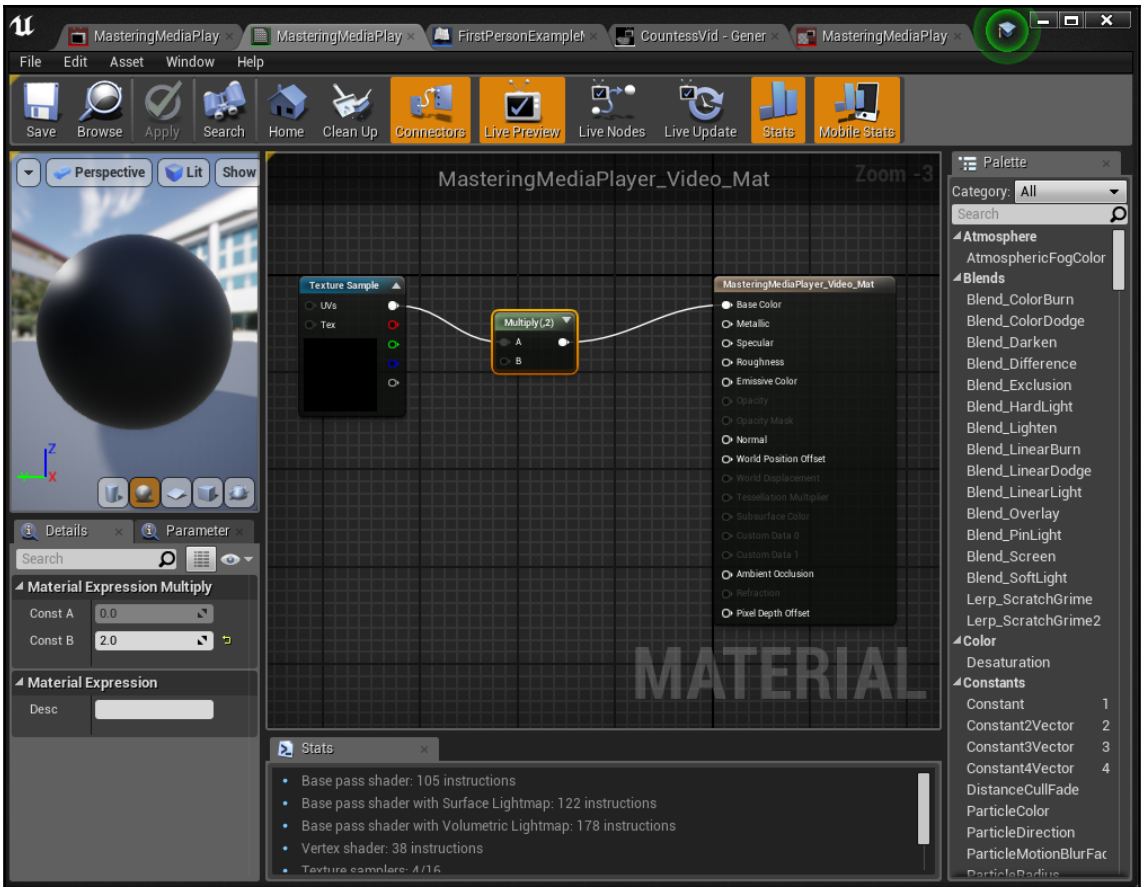 MasteringMediaPlay
MasteringMediaPlay
FirstPersonExampleM
CountessVid - Gener
MasteringMediaPlay
File Edit Asset Window Help
Save Browse Apply Search Home Clean Up Connectors Live Preview Live Nodes Live Update Stats Mobile Stats
Perspective Lit Show
Z
X
Details Parameter
Search
Material Expression Multiply
Const A 0.0
Const B 2.0
Material Expression
Desc
MasteringMediaPlayer_Video_Mat Zoom -3
Texture Sample
UVs
Tex
Multiply(,2)
A
B
MasteringMediaPlayer_Video_Mat
Base Color
Metallic
Specular
Roughness
Emissive Color
Opacity
Opacity Mask
Normal
World Position Offset
World Displacement
Tessellation Multiplier
Subsurface Color
Custom Data 0
Custom Data 1
Ambient Occlusion
Refraction
Pixel Depth Offset
MATERIAL
Stats
Base pass shader: 105 instructions
Base pass shader with Surface Lightmap: 122 instructions
Base pass shader with Volumetric Lightmap: 178 instructions
Vertex shader: 38 instructions
Texture samplers: 4/16
Palette
Category: All
Search
Atmosphere
AtmosphericFogColor
Blends
Blend_ColorBurn
Blend_ColorDodge
Blend_Darken
Blend_Difference
Blend_Exclusion
Blend_HardLight
Blend_Lighten
Blend_LinearBurn
Blend_LinearDodge
Blend_LinearLight
Blend_Overlay
Blend_PinLight
Blend_Screen
Blend_SoftLight
Lerp_ScratchGrime
Lerp_ScratchGrime2
Color
Desaturation
Constants
Constant 1
Constant2Vector 2
Constant3Vector 3
Constant4Vector 4
DistanceCullFade
ParticleColor
ParticleDirection
ParticleMotionBlurFac
ParticleRadius